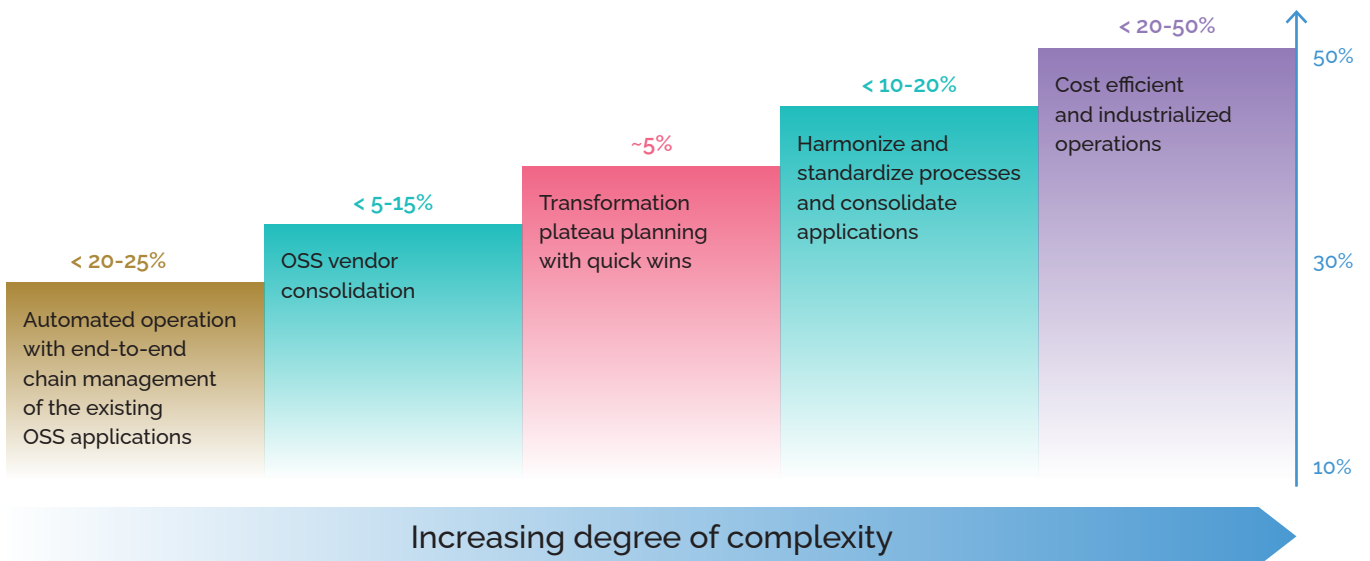 < 20-25%
Automated operation
with end-to-end
chain management
of the existing
OSS applications
< 5-15%
OSS vendor
consolidation
~5%
Transformation
plateau planning
with quick wins
< 10-20%
Harmonize and
standardize processes
and consolidate
applications
< 20-50%
Cost efficient
and industrialized
operations
50%
30%
10%
Increasing degree of complexity